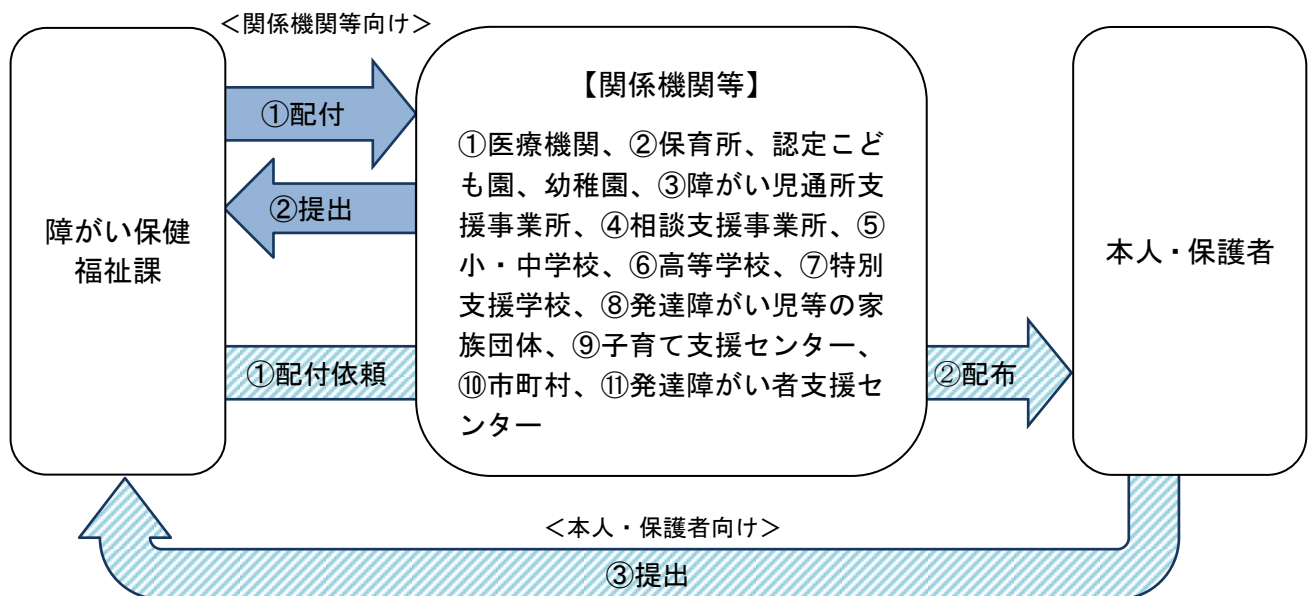 ＜関係機関等向け＞
①配付
②提出
障がい保健
福祉課
①配付依頼
【関係機関等】
①医療機関、②保育所、認定こど
も園、幼稚園、③障がい児通所支
援事業所、④相談支援事業所、⑤
小・中学校、⑥高等学校、⑦特別
支援学校、⑧発達障がい児等の家
族団体、⑨子育て支援センター、
⑩市町村、⑪発達障がい者支援セ
ンター
②配布
本人・保護者
＜本人・保護者向け＞
③提出